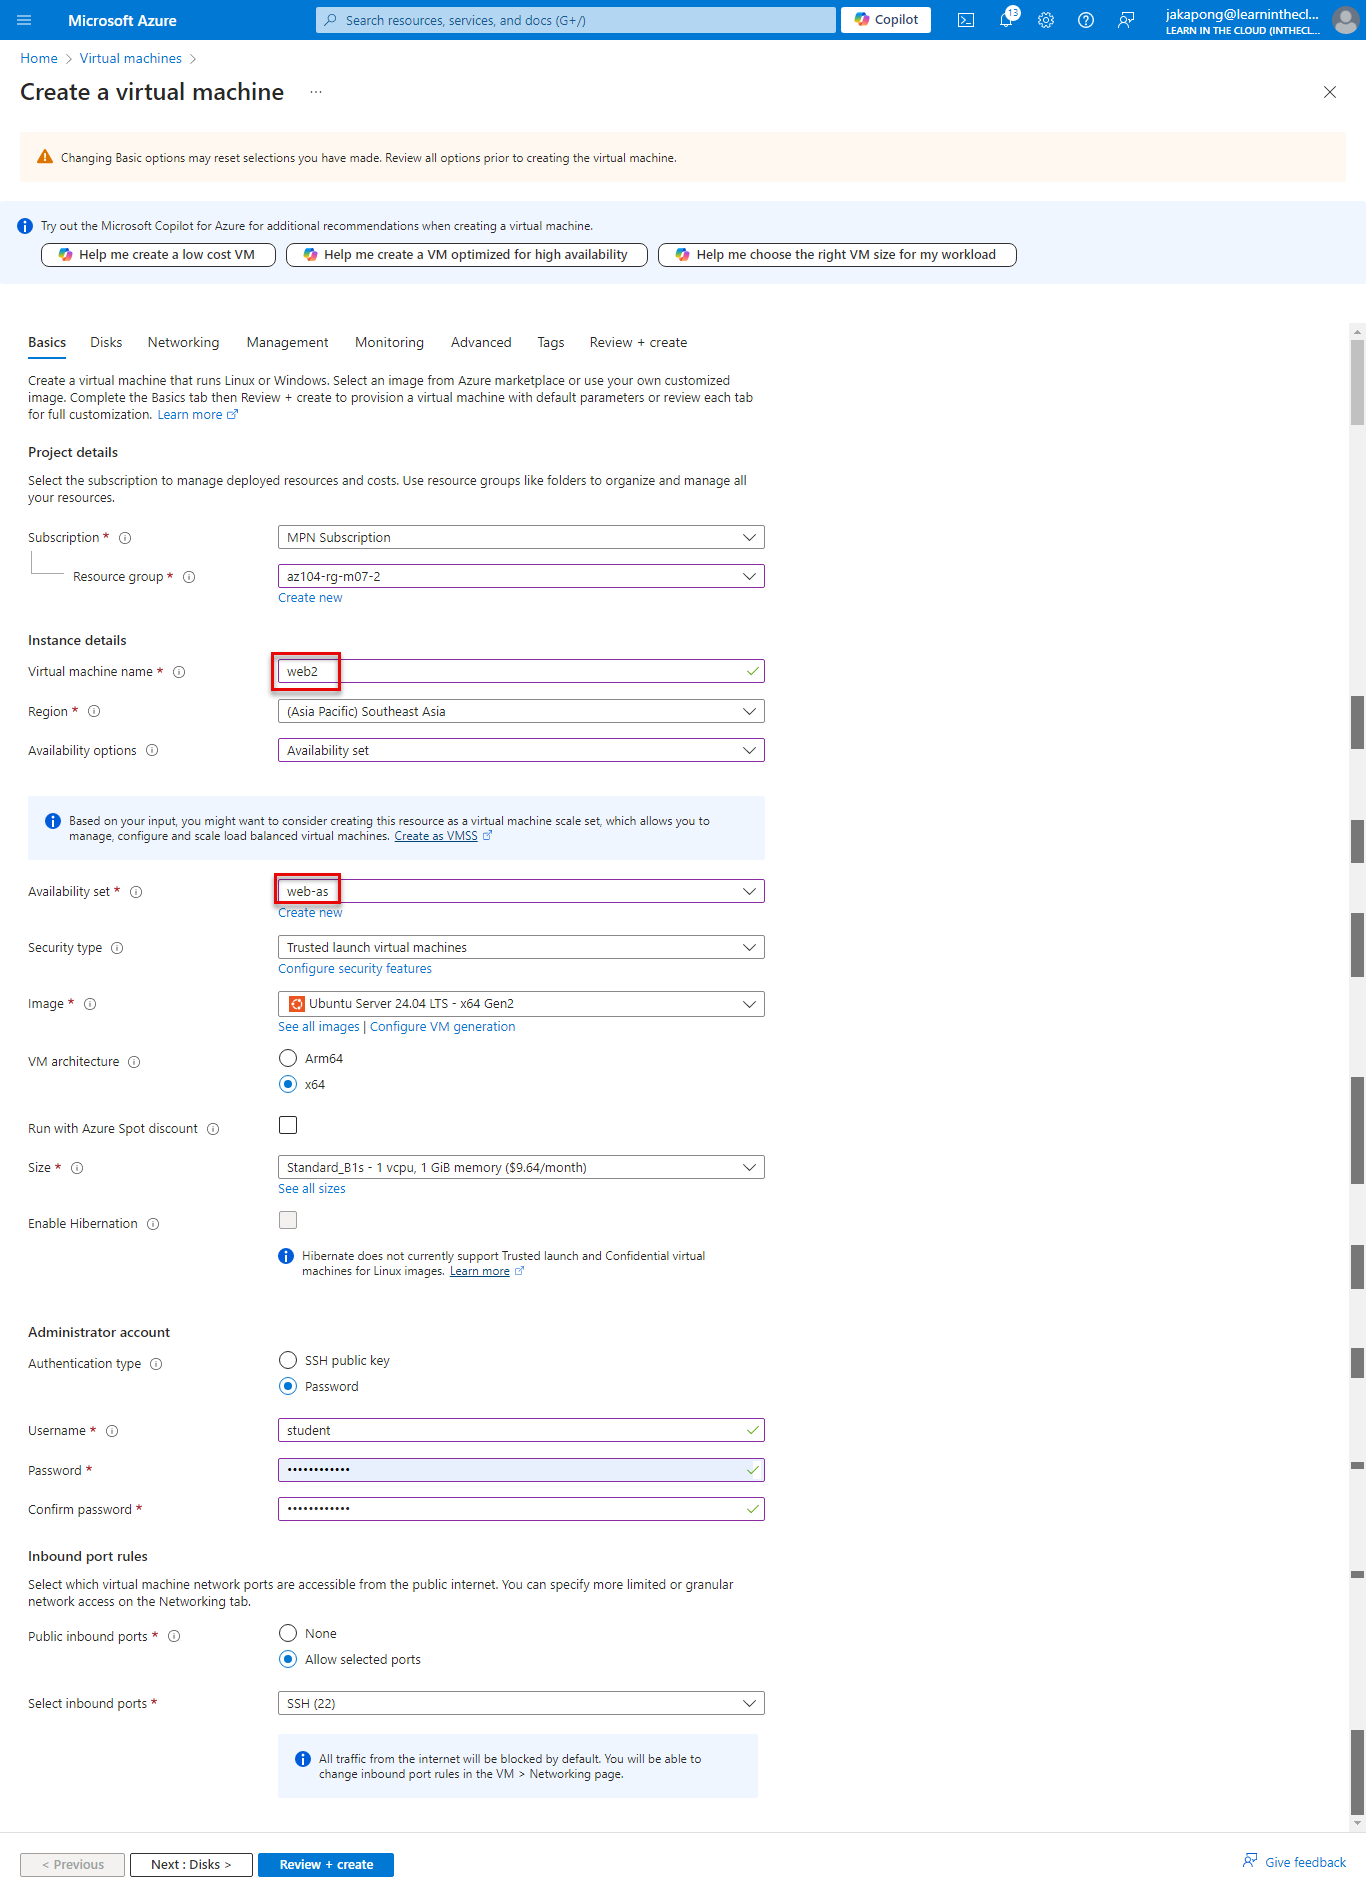 Microsoft Azure
Search resources, services, and docs (G+/)
Copilot
13
jakapong@learninthecl...
LEARN IN THE CLOUD (INTHECL...
Home > Virtual machines >
Create a virtual machine ...
Changing Basic options may reset selections you have made. Review all options prior to creating the virtual machine.
Try out the Microsoft Copilot for Azure for additional recommendations when creating a virtual machine.
Help me create a low cost VM
Help me create a VM optimized for high availability
Help me choose the right VM size for my workload
Basics Disks Networking Management Monitoring Advanced Tags Review + create
Create a virtual machine that runs Linux or Windows. Select an image from Azure marketplace or use your own customized
image. Complete the Basics tab then Review + create to provision a virtual machine with default parameters or review each tab
for full customization. Learn more
Project details
Select the subscription to manage deployed resources and costs. Use resource groups like folders to organize and manage all
your resources.
Subscription * MPN Subscription
Resource group * az104-rg-m07-2
Create new
Instance details
Virtual machine name * web2
Region * (Asia Pacific) Southeast Asia
Availability options Availability set
Based on your input, you might want to consider creating this resource as a virtual machine scale set, which allows you to
manage, configure and scale load balanced virtual machines. Create as VMSS
Availability set * web-as
Create new
Security type Trusted launch virtual machines
Configure security features
Image * Ubuntu Server 24.04 LTS - x64 Gen2
See all images | Configure VM generation
VM architecture Arm64
x64
Run with Azure Spot discount
Size * Standard_B1s - 1 vcpu, 1 GiB memory ($9.64/month)
See all sizes
Enable Hibernation
Hibernate does not currently support Trusted launch and Confidential virtual
machines for Linux images. Learn more
Administrator account
Authentication type SSH public key
Password
Username * student
Password * ••••••••••••
Confirm password * ••••••••••••
Inbound port rules
Select which virtual machine network ports are accessible from the public internet. You can specify more limited or granular
network access on the Networking tab.
Public inbound ports * None
Allow selected ports
Select inbound ports * SSH (22)
All traffic from the internet will be blocked by default. You will be able to
change inbound port rules in the VM > Networking page.
< Previous
Next : Disks >
Review + create
Give feedback